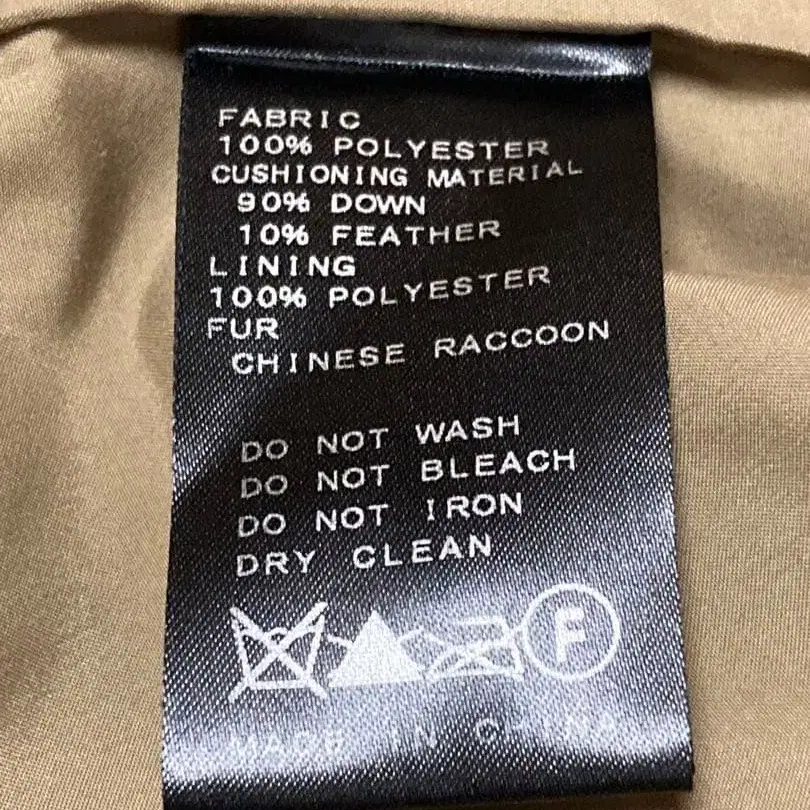 FABRIC
100% POLYESTER
CUSHIONING MATERIAL
90% DOWN
10% FEATHER
LINING
100% POLYESTER
FUR
CHINESE RACCOON
DO NOT WASH
DO NOT BLEACH
DO NOT IRON
DRY CLEAN
F
MADE IN CHINA